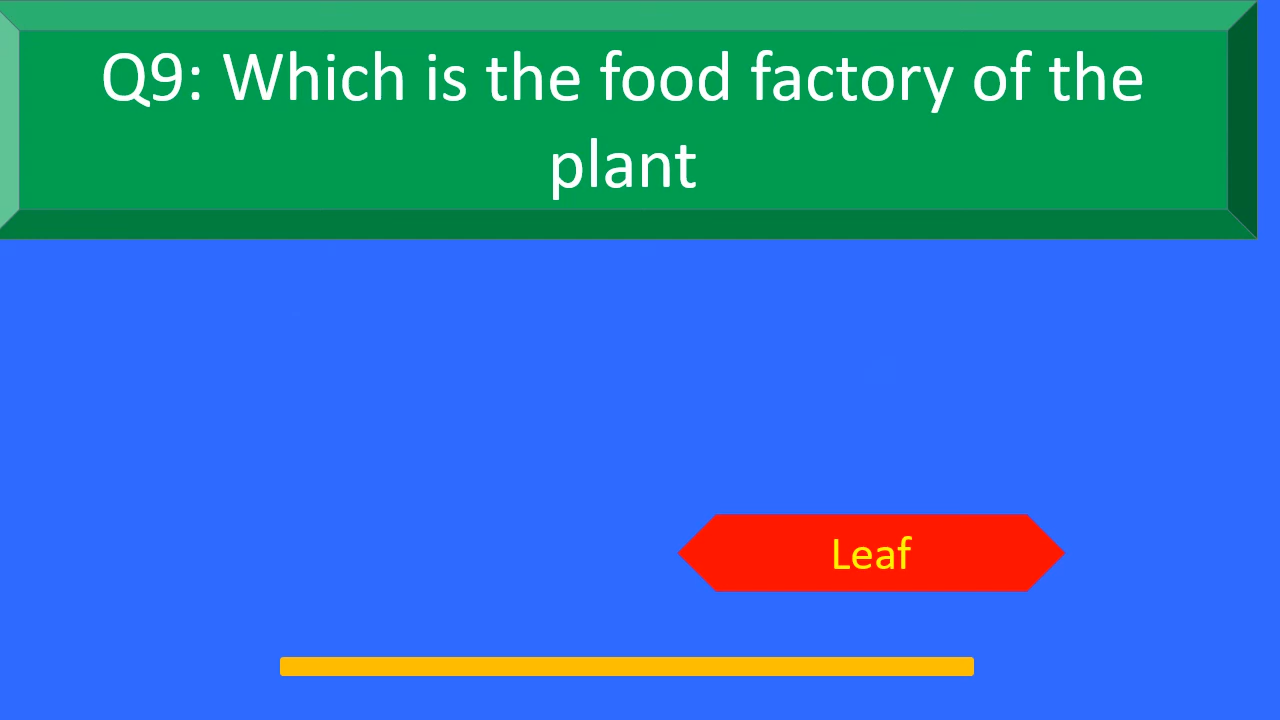 Q9: Which is the food factory of the
plant
Leaf